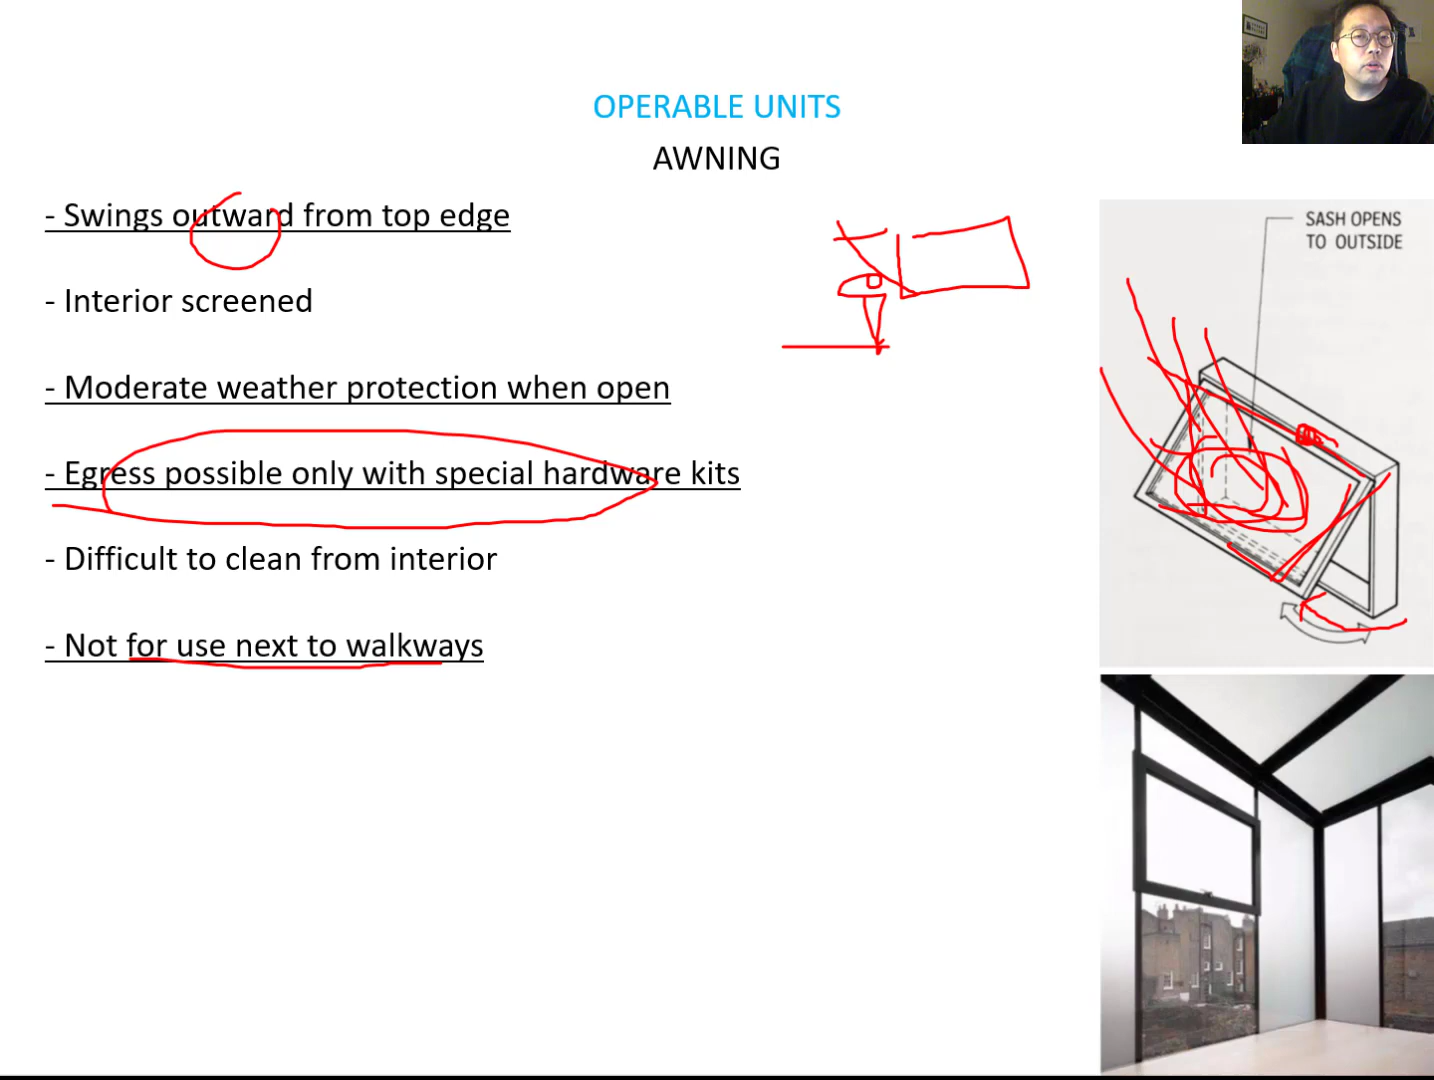 OPERABLE UNITS
AWNING
- Swings outward from top edge
- Interior screened
- Moderate weather protection when open
- Egress possible only with special hardware kits
- Difficult to clean from interior
- Not for use next to walkways
SASH OPENS
TO OUTSIDE